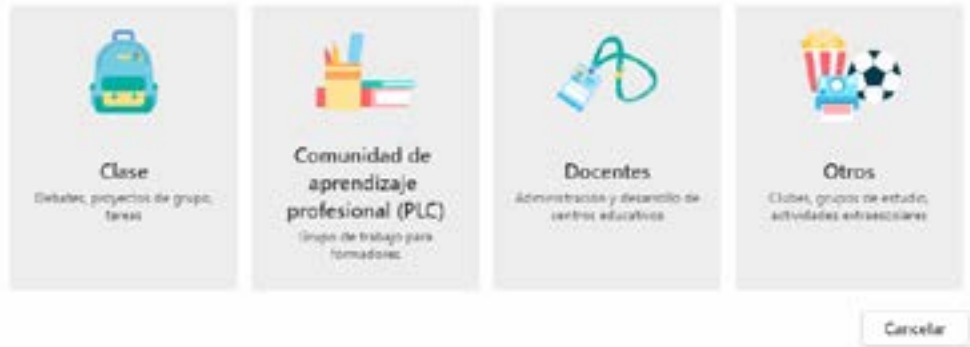 Clase
Debates, proyectos de grupo,
tareas
Comunidad de
aprendizaje
profesional (PLC)
Grupo de trabajo para
formadores
Docentes
Administración y desarrollo de
centros educativos
Otros
Clubes, grupos de estudio,
actividades extraescolares
Cancelar